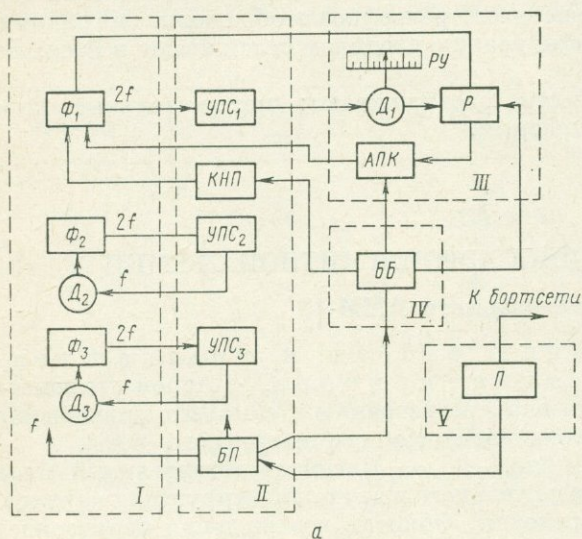 РУ
Ф₁
2f
УПС₁
Д₁
Р
КНП
АПК
III
Ф₂
2f
УПС₂
Д₂
f
ББ
IV
К бортсети
Ф₃
2f
УПС₃
Д₃
f
П
V
f
БП
I
II
а